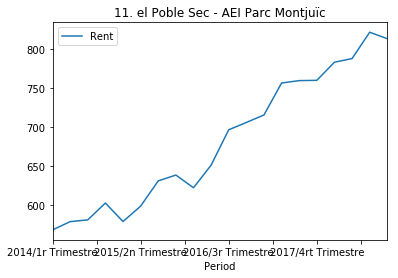 11. el Poble Sec - AEI Parc Montjuïc
Rent
800
750
700
650
600
2014/1r Trimestre 2015/2n Trimestre 2016/3r Trimestre 2017/4rt Trimestre
Period